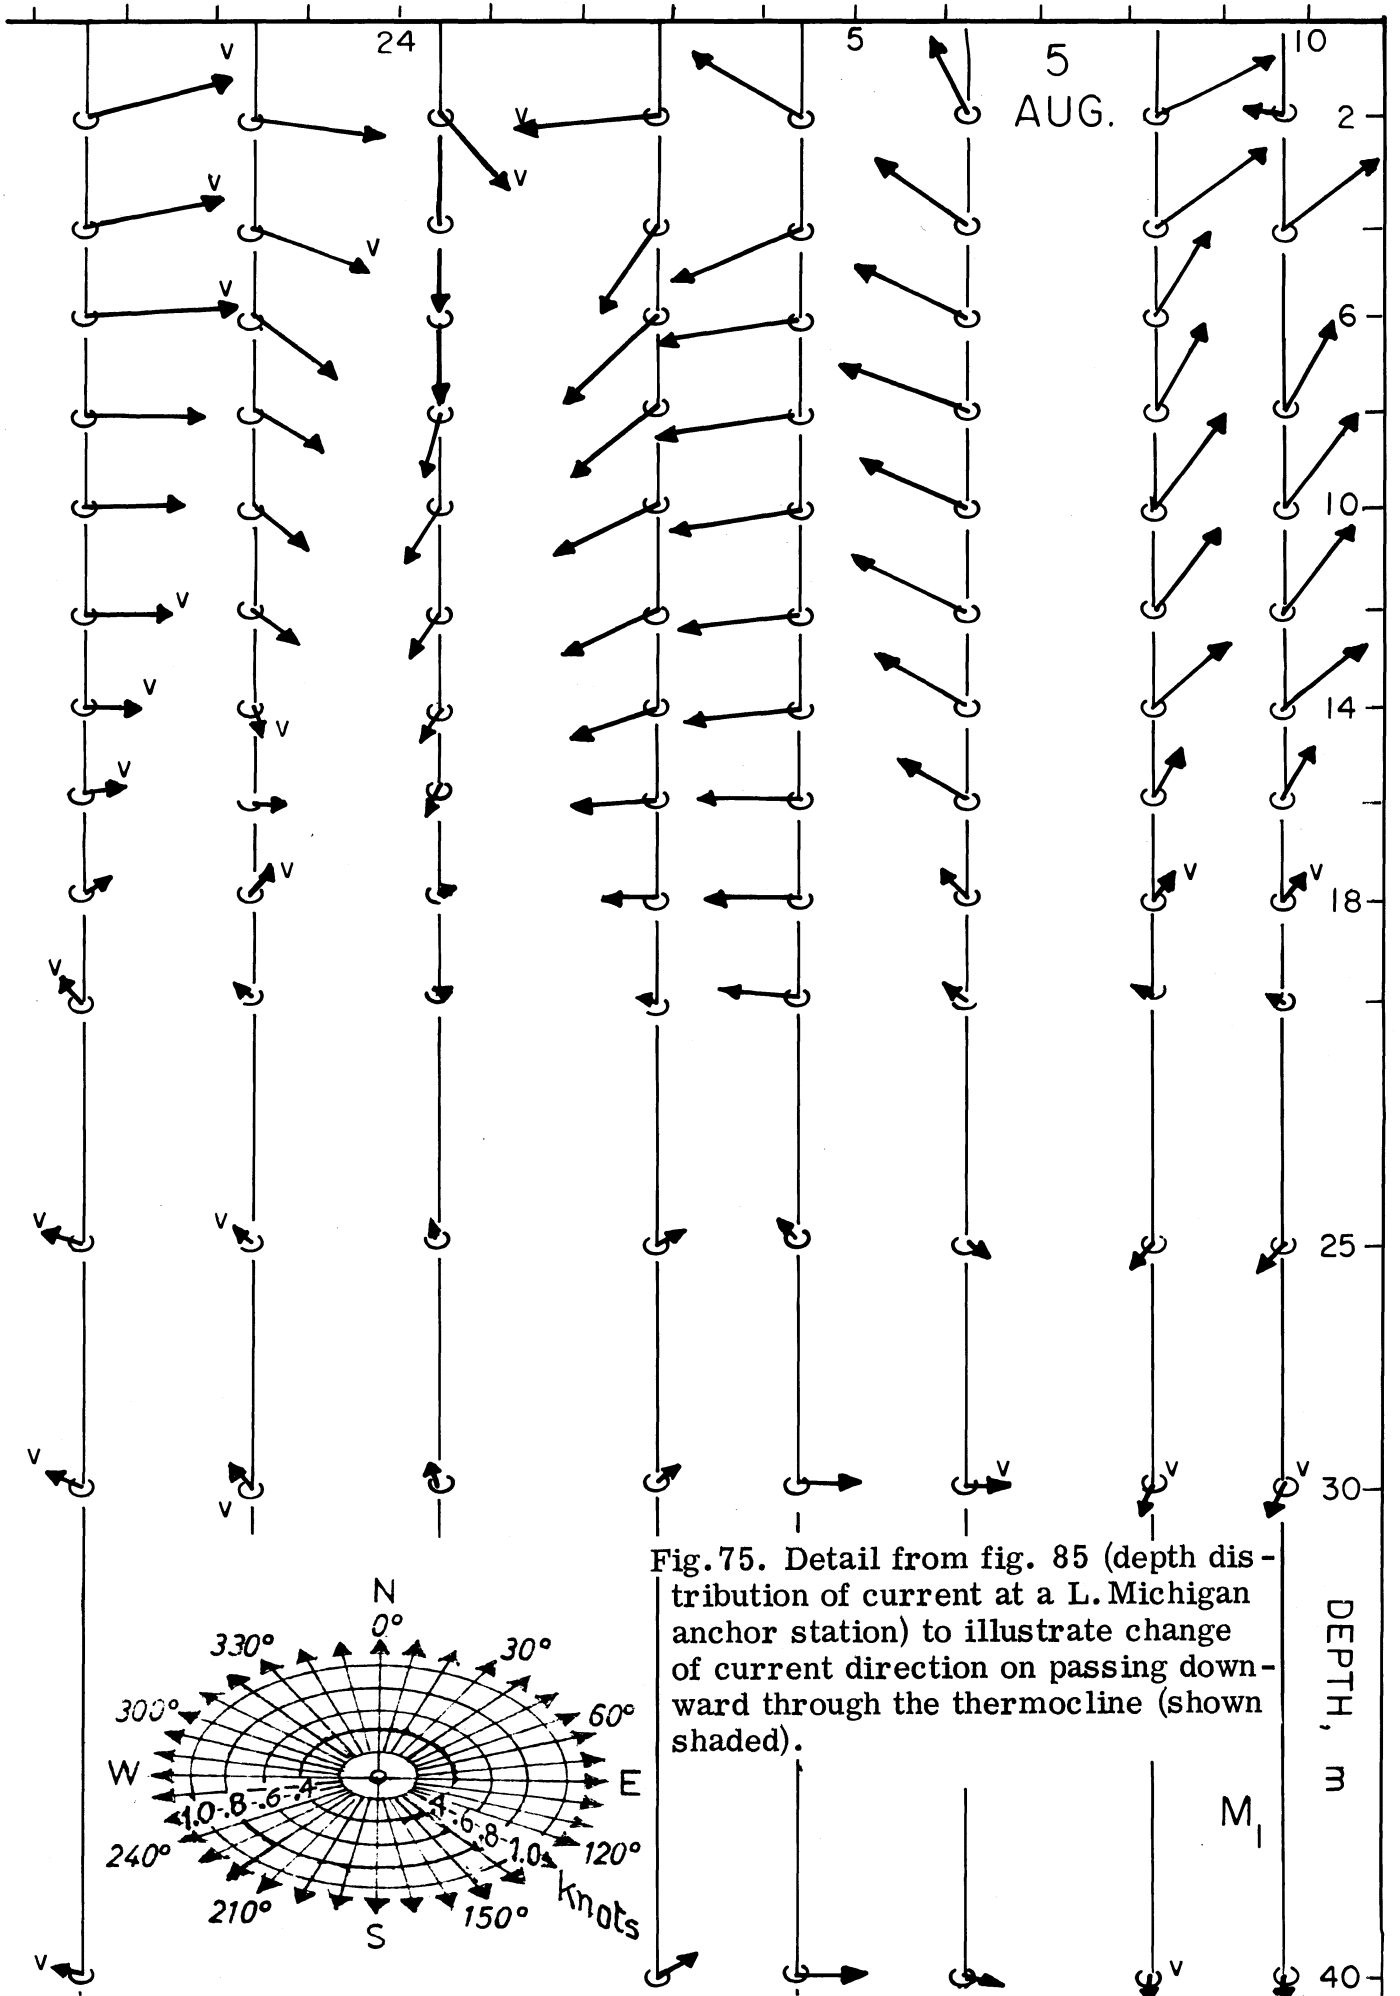 24
5
5
10
AUG.
2
v
v
v
v
v
v
v
6
10
v
v
v
14
v
v
v
v
18
v
v
v
25
v
v
v
v
v
30
v
Fig. 75. Detail from fig. 85 (depth dis-
tribution of current at a L. Michigan
anchor station) to illustrate change
of current direction on passing down-
ward through the thermocline (shown
shaded).
DEPTH, m
M1
N
0°
330°
30°
300°
60°
W
E
1.0-.8-.6-.4
.4-.6-.8-1.0
knots
240°
120°
210°
150°
S
v
v
40